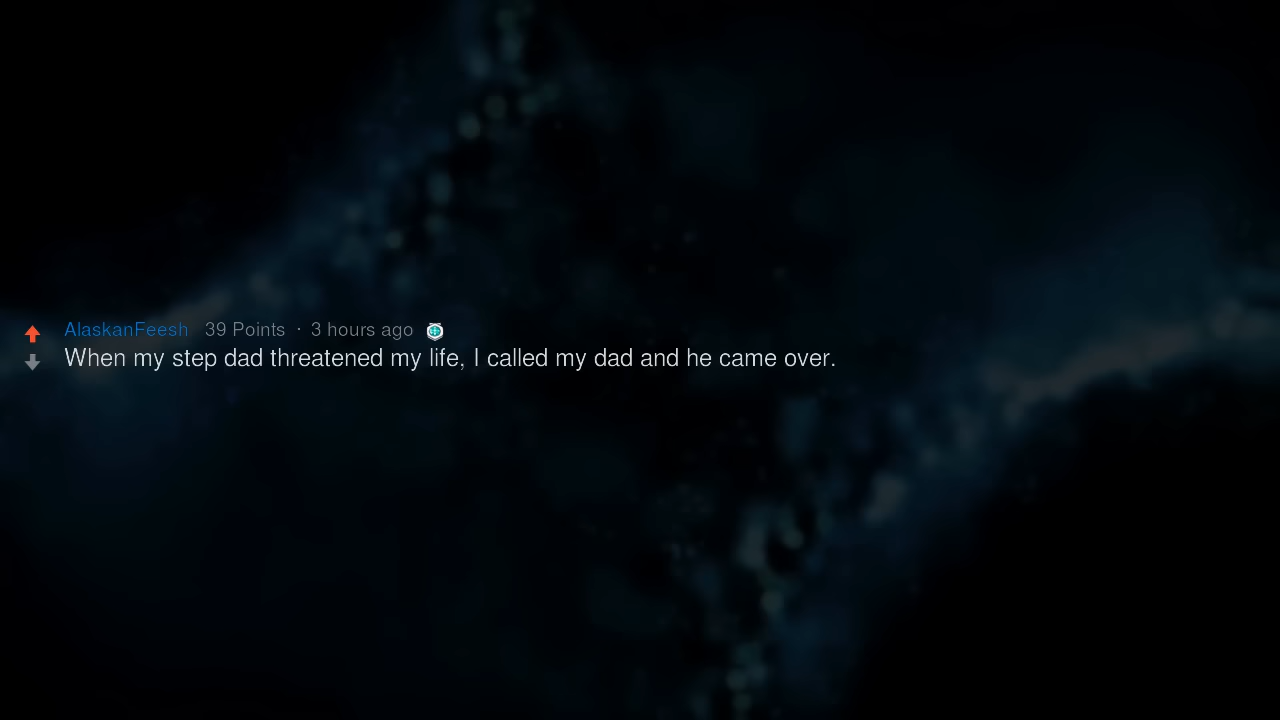 AlaskanFeesh 39 Points · 3 hours ago
When my step dad threatened my life, I called my dad and he came over.